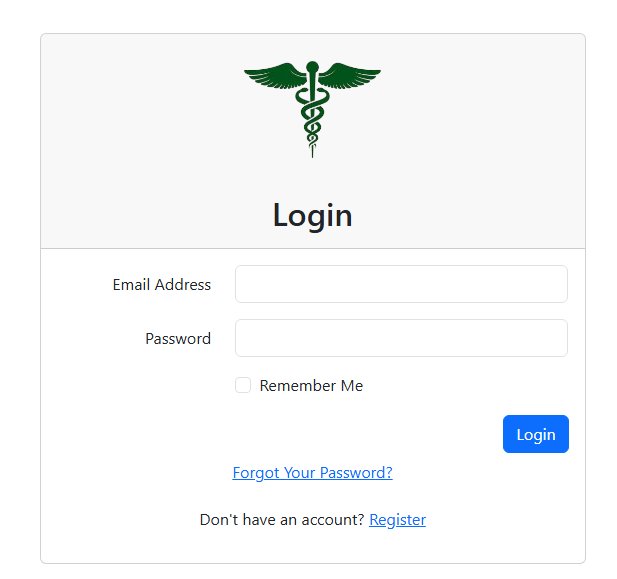 Login
Email Address
Password
Remember Me
Login
Forgot Your Password?
Don't have an account? Register